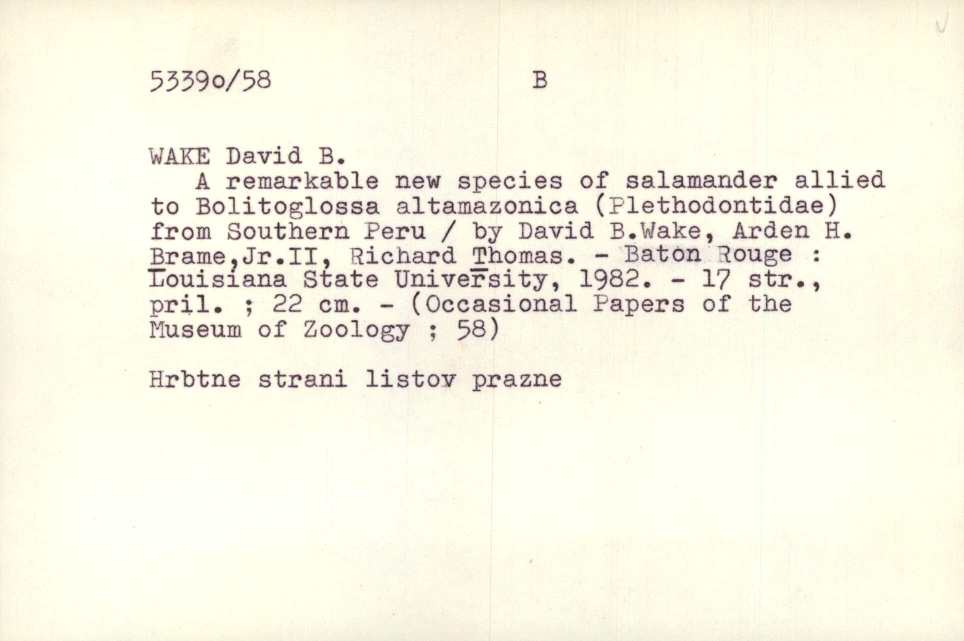 5339o/58 B
WAKE David B.
A remarkable new species of salamander allied
to Bolitoglossa altamazonica (Plethodontidae)
from Southern Peru / by David B.Wake, Arden H.
Brame,Jr.II, Richard Thomas. - Baton Rouge :
Louisiana State University, 1982. - 17 str.,
pril. ; 22 cm. - (Occasional Papers of the
Museum of Zoology ; 58)
Hrbtne strani listov prazne